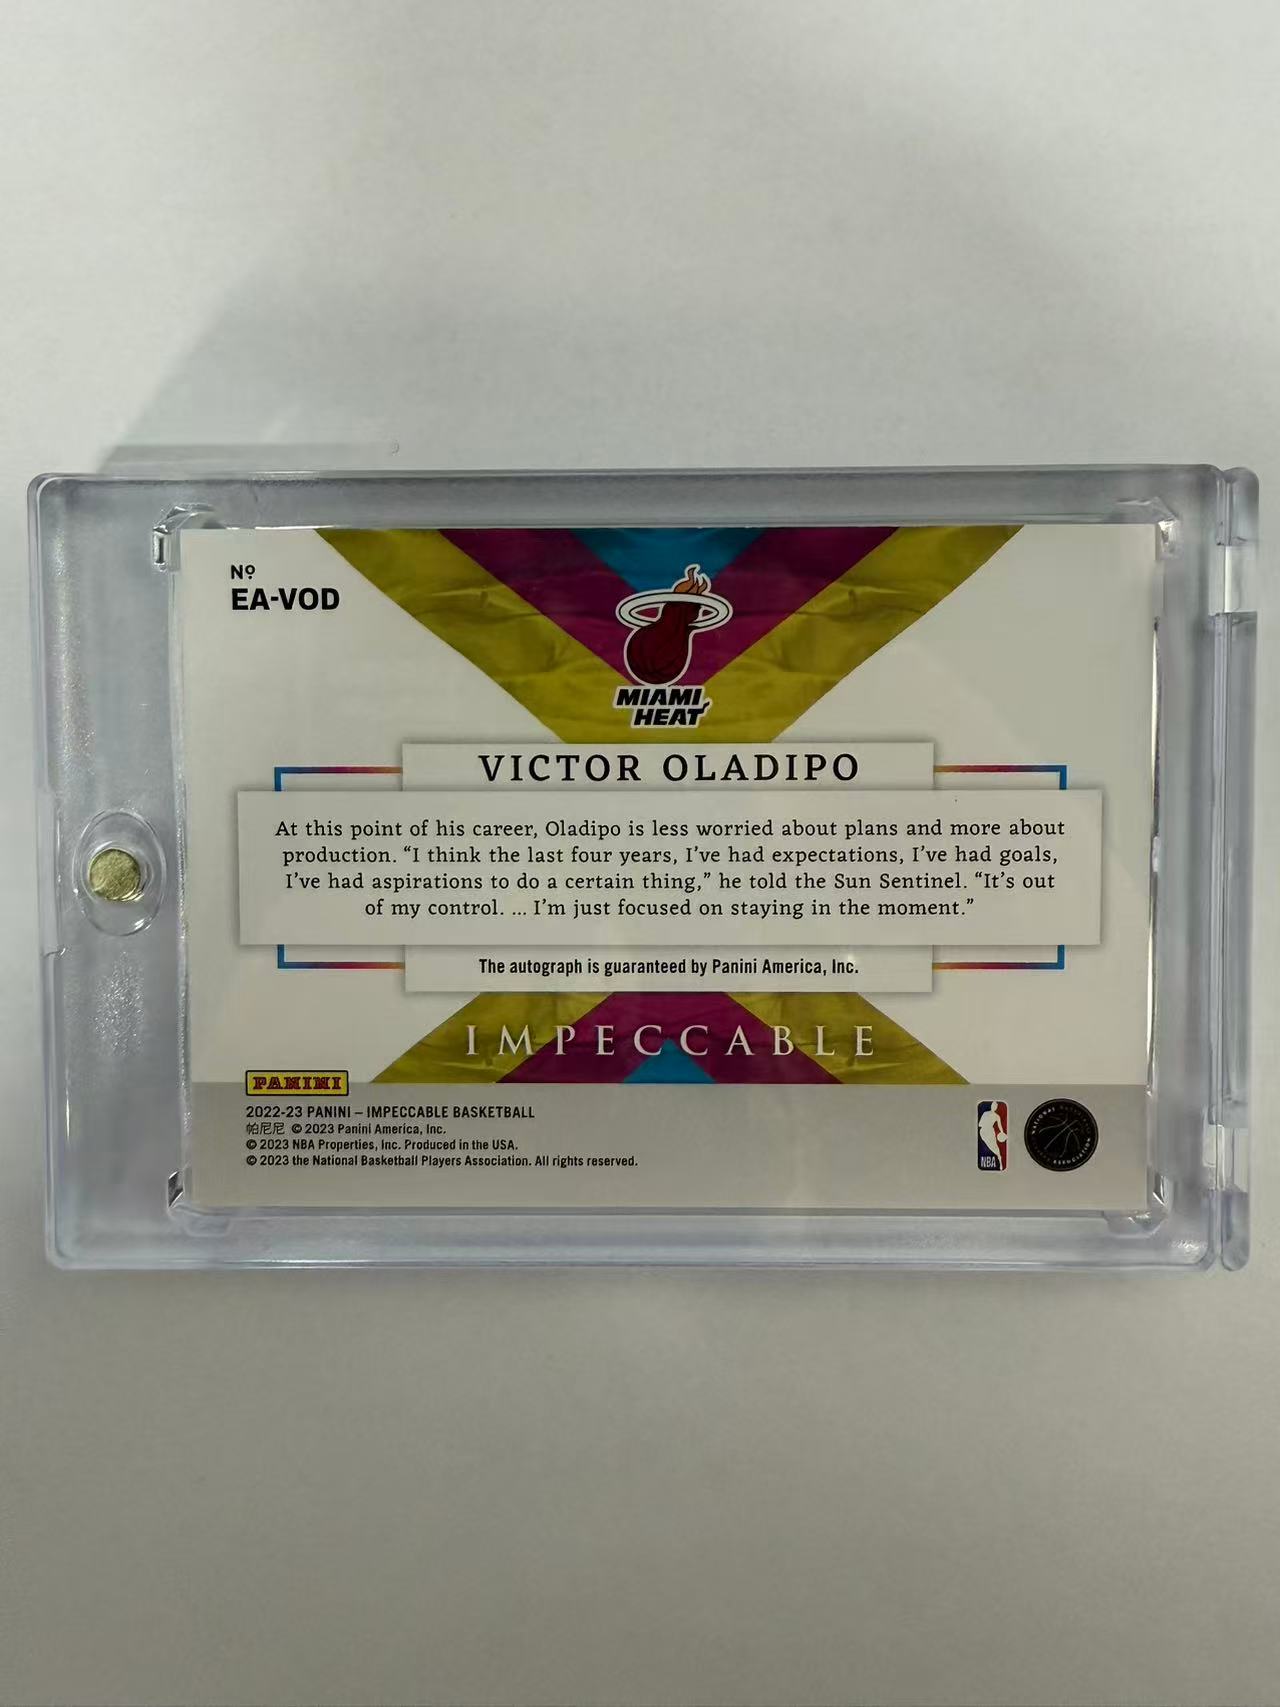 Nº
EA-VOD
MIAMI
HEAT
VICTOR OLADIPO
At this point of his career, Oladipo is less worried about plans and more about
production. “I think the last four years, I’ve had expectations, I’ve had goals,
I’ve had aspirations to do a certain thing,” he told the Sun Sentinel. “It’s out
of my control. ... I’m just focused on staying in the moment.”
The autograph is guaranteed by Panini America, Inc.
IMPECCABLE
PANINI
2022-23 PANINI – IMPECCABLE BASKETBALL
帕尼尼 © 2023 Panini America, Inc.
© 2023 NBA Properties, Inc. Produced in the USA.
© 2023 the National Basketball Players Association. All rights reserved.
NBA